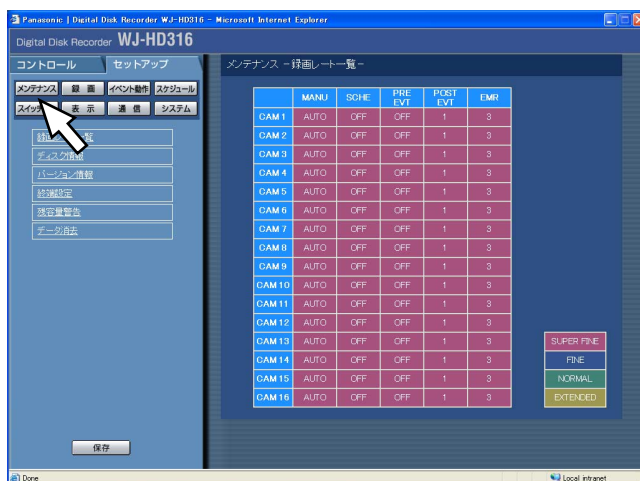 Panasonic | Digital Disk Recorder WJ-HD316 - Microsoft Internet Explorer
Digital Disk Recorder WJ-HD316
コントロール セットアップ
メンテナンス 録 画 イベント動作 スケジュール
表 示 通 信 システム
ディスク情報
バージョン情報
終端設定
残容量警告
データ消去
保存
メンテナンス －録画レート一覧－
MANU SCHE PRE EVT POST EVT EMR
CAM 1 AUTO OFF OFF 1 3
CAM 2 AUTO OFF OFF 1 3
CAM 3 AUTO OFF OFF 1 3
CAM 4 AUTO OFF OFF 1 3
CAM 5 AUTO OFF OFF 1 3
CAM 6 AUTO OFF OFF 1 3
CAM 7 AUTO OFF OFF 1 3
CAM 8 AUTO OFF OFF 1 3
CAM 9 AUTO OFF OFF 1 3
CAM 10 AUTO OFF OFF 1 3
CAM 11 AUTO OFF OFF 1 3
CAM 12 AUTO OFF OFF 1 3
CAM 13 AUTO OFF OFF 1 3
CAM 14 AUTO OFF OFF 1 3
CAM 15 AUTO OFF OFF 1 3
CAM 16 AUTO OFF OFF 1 3
SUPER FINE
FINE
NORMAL
EXTENDED
Done
Local intranet